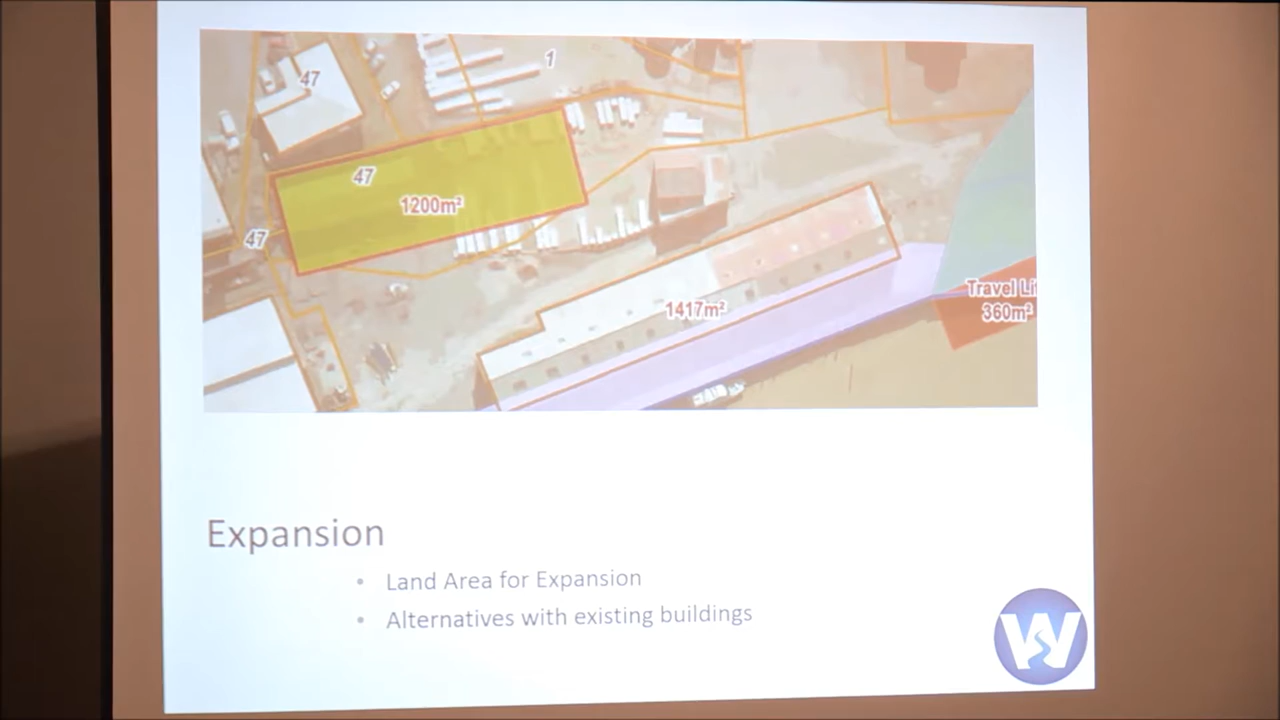 47
1
47
1200m²
47
1417m²
Travel Li
360m²
Expansion
• Land Area for Expansion
• Alternatives with existing buildings
W